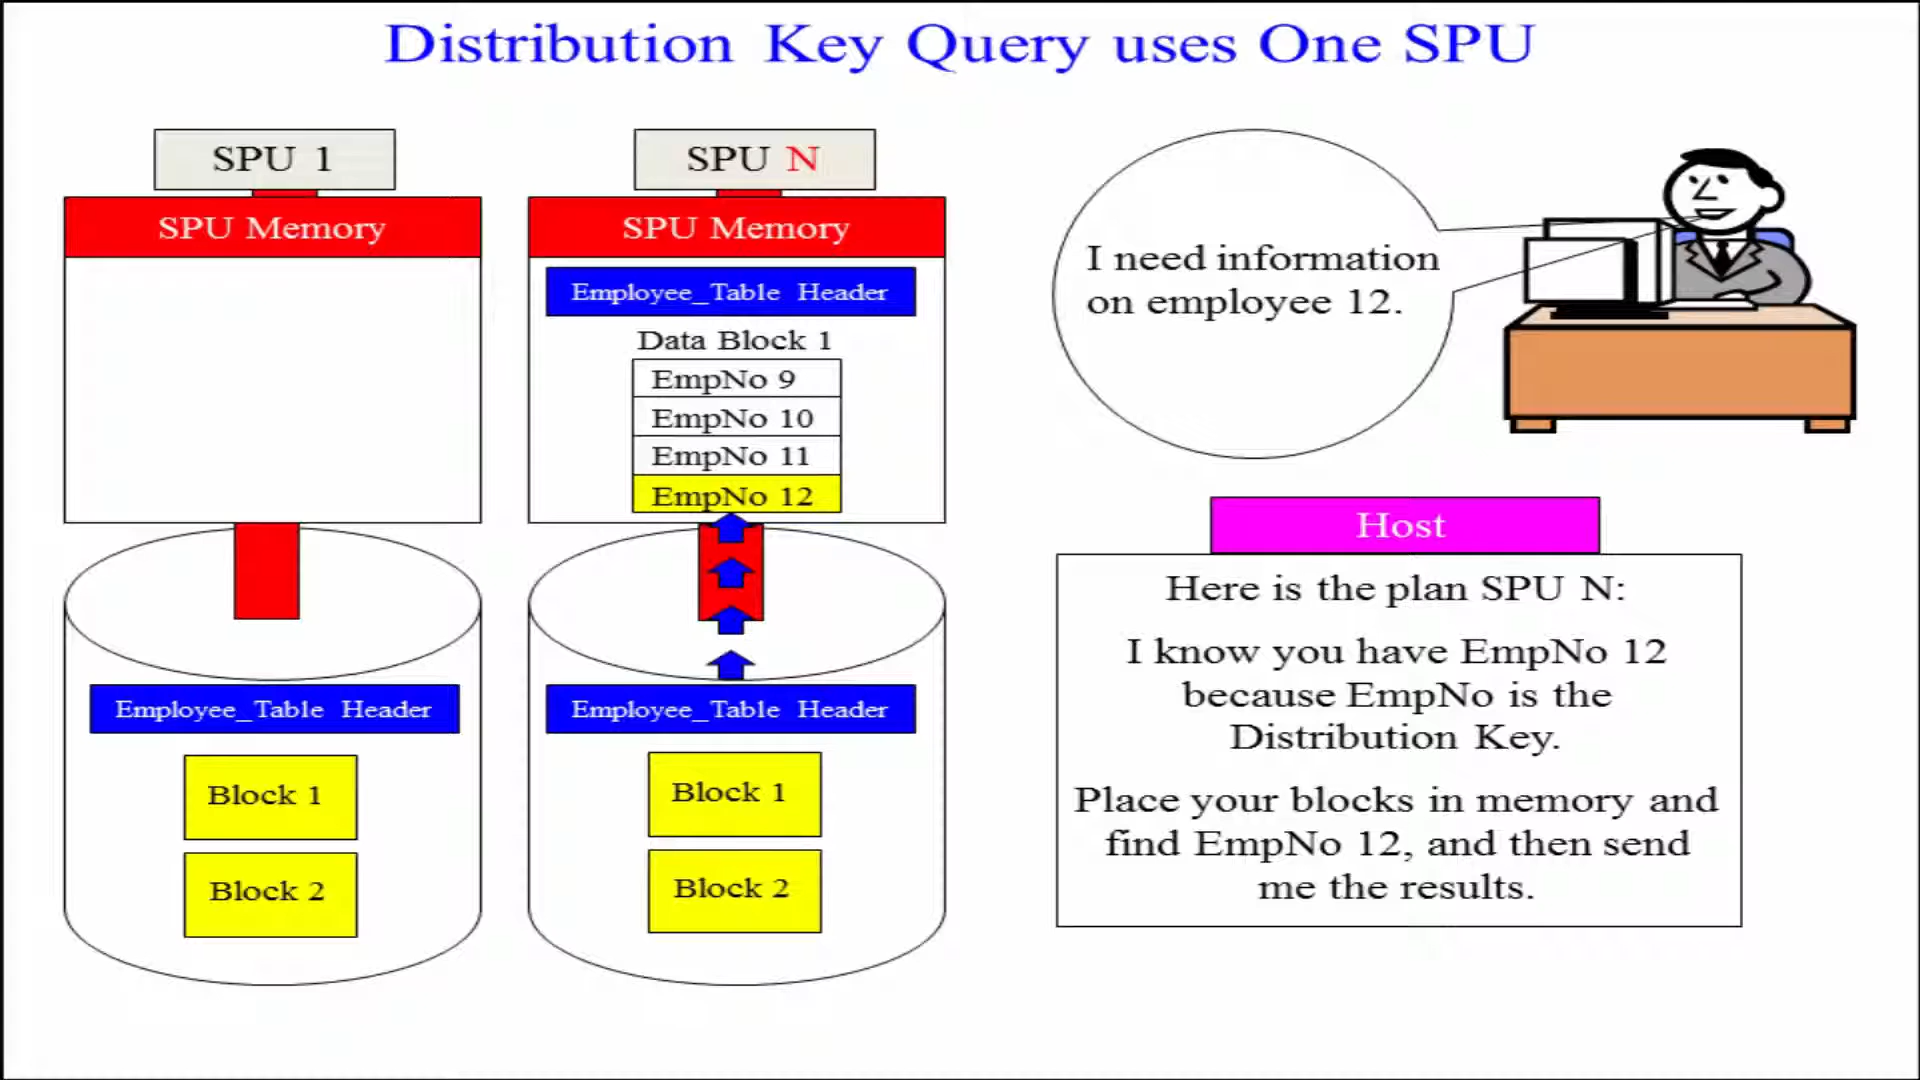 Distribution Key Query uses One SPU
SPU 1
SPU Memory
Employee_Table Header
Block 1
Block 2
SPU N
SPU Memory
Employee_Table Header
Data Block 1
EmpNo 9
EmpNo 10
EmpNo 11
EmpNo 12
Employee_Table Header
Block 1
Block 2
I need information
on employee 12.
Host
Here is the plan SPU N:
I know you have EmpNo 12
because EmpNo is the
Distribution Key.
Place your blocks in memory and
find EmpNo 12, and then send
me the results.